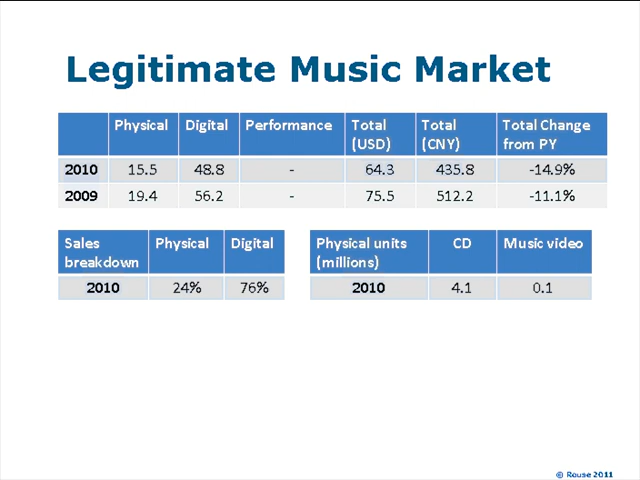 Legitimate Music Market
Physical Digital Performance Total (USD) Total (CNY) Total Change from PY
2010 15.5 48.8 - 64.3 435.8 -14.9%
2009 19.4 56.2 - 75.5 512.2 -11.1%
Sales breakdown Physical Digital
2010 24% 76%
Physical units (millions) CD Music video
2010 4.1 0.1
© Rouse 2011